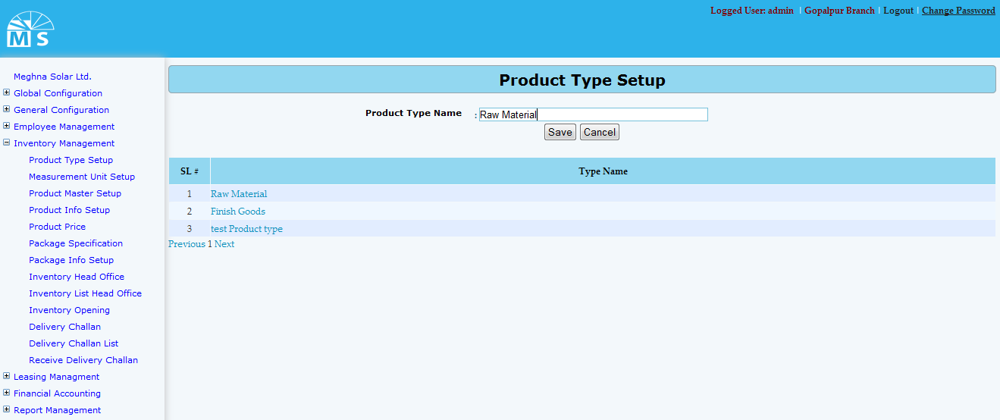 Logged User: admin | Gopalpur Branch | Logout | Change Password
M S
Meghna Solar Ltd.
Global Configuration
General Configuration
Employee Management
Inventory Management
Product Type Setup
Measurement Unit Setup
Product Master Setup
Product Info Setup
Product Price
Package Specification
Package Info Setup
Inventory Head Office
Inventory List Head Office
Inventory Opening
Delivery Challan
Delivery Challan List
Receive Delivery Challan
Leasing Managment
Financial Accounting
Report Management
Product Type Setup
Product Type Name : Raw Material
Save Cancel
SL # Type Name
1 Raw Material
2 Finish Goods
3 test Product type
Previous 1 Next